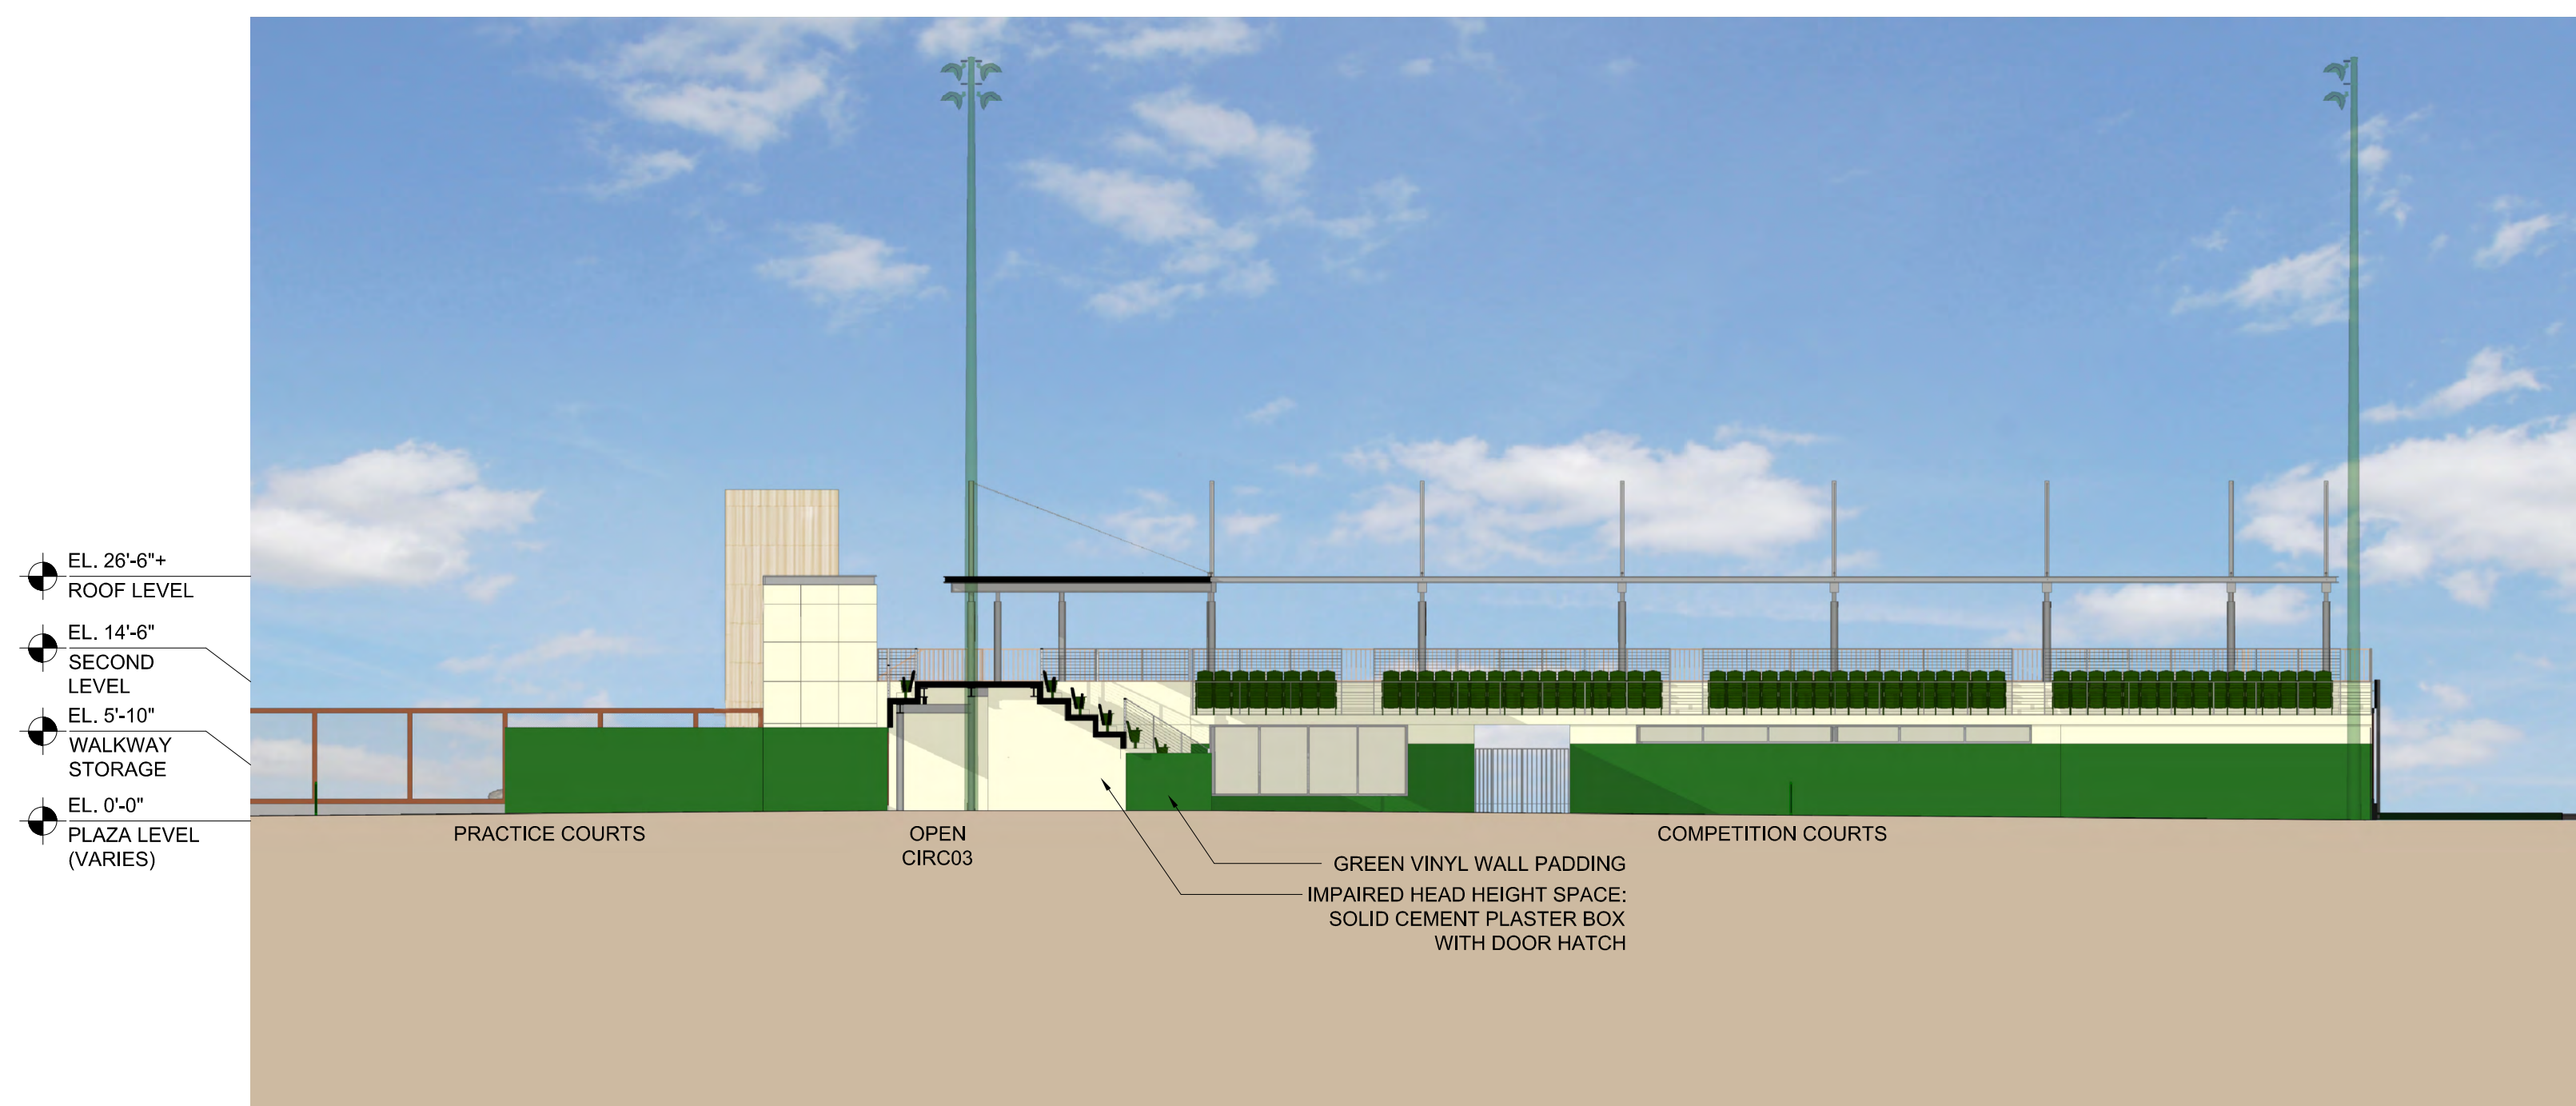 EL. 26'-6"+
ROOF LEVEL
EL. 14'-6"
SECOND
LEVEL
EL. 5'-10"
WALKWAY
STORAGE
EL. 0'-0"
PLAZA LEVEL
(VARIES)
PRACTICE COURTS
OPEN
CIRC03
COMPETITION COURTS
GREEN VINYL WALL PADDING
IMPAIRED HEAD HEIGHT SPACE:
SOLID CEMENT PLASTER BOX
WITH DOOR HATCH